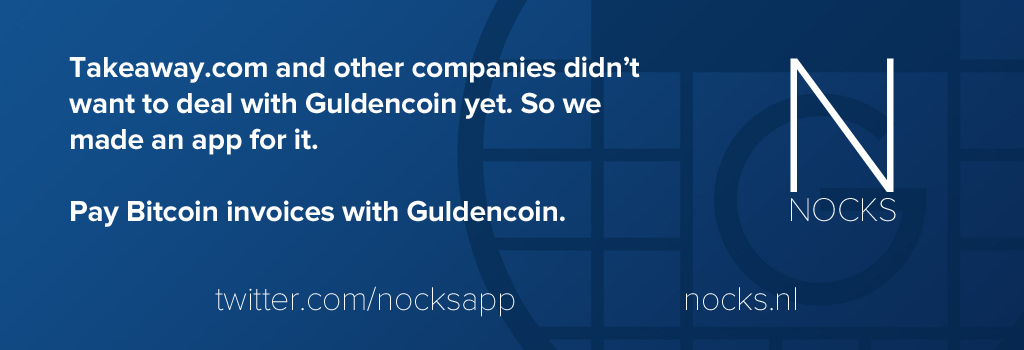 Takeaway.com and other companies didn’t
want to deal with Guldencoin yet. So we
made an app for it.
Pay Bitcoin invoices with Guldencoin.
N
NOCKS
twitter.com/nocksapp
nocks.nl